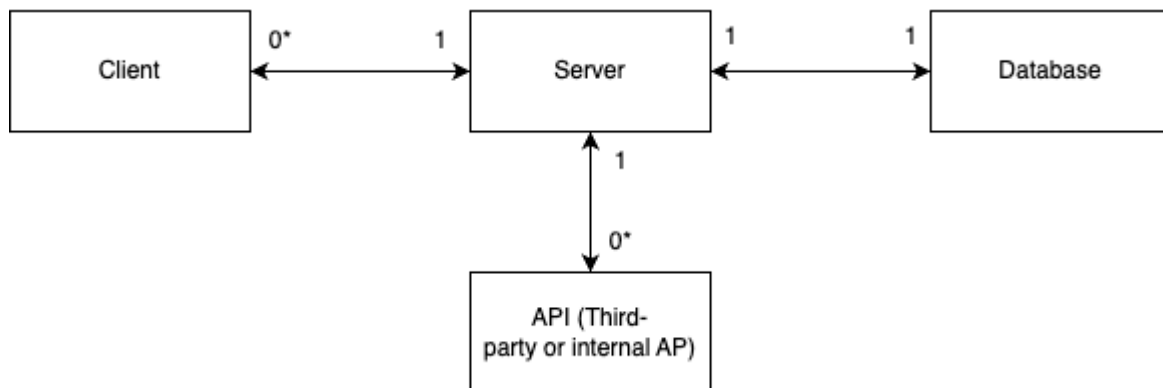 0* 1 1 1
Client Server Database
1
0*
API (Third-
party or internal AP)